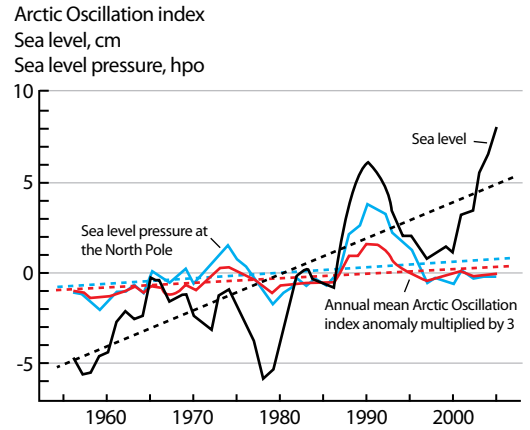 Arctic Oscillation index
Sea level, cm
Sea level pressure, hpo
10
Sea level
5
Sea level pressure at
the North Pole
0
Annual mean Arctic Oscillation
index anomaly multiplied by 3
−5
1960
1970
1980
1990
2000